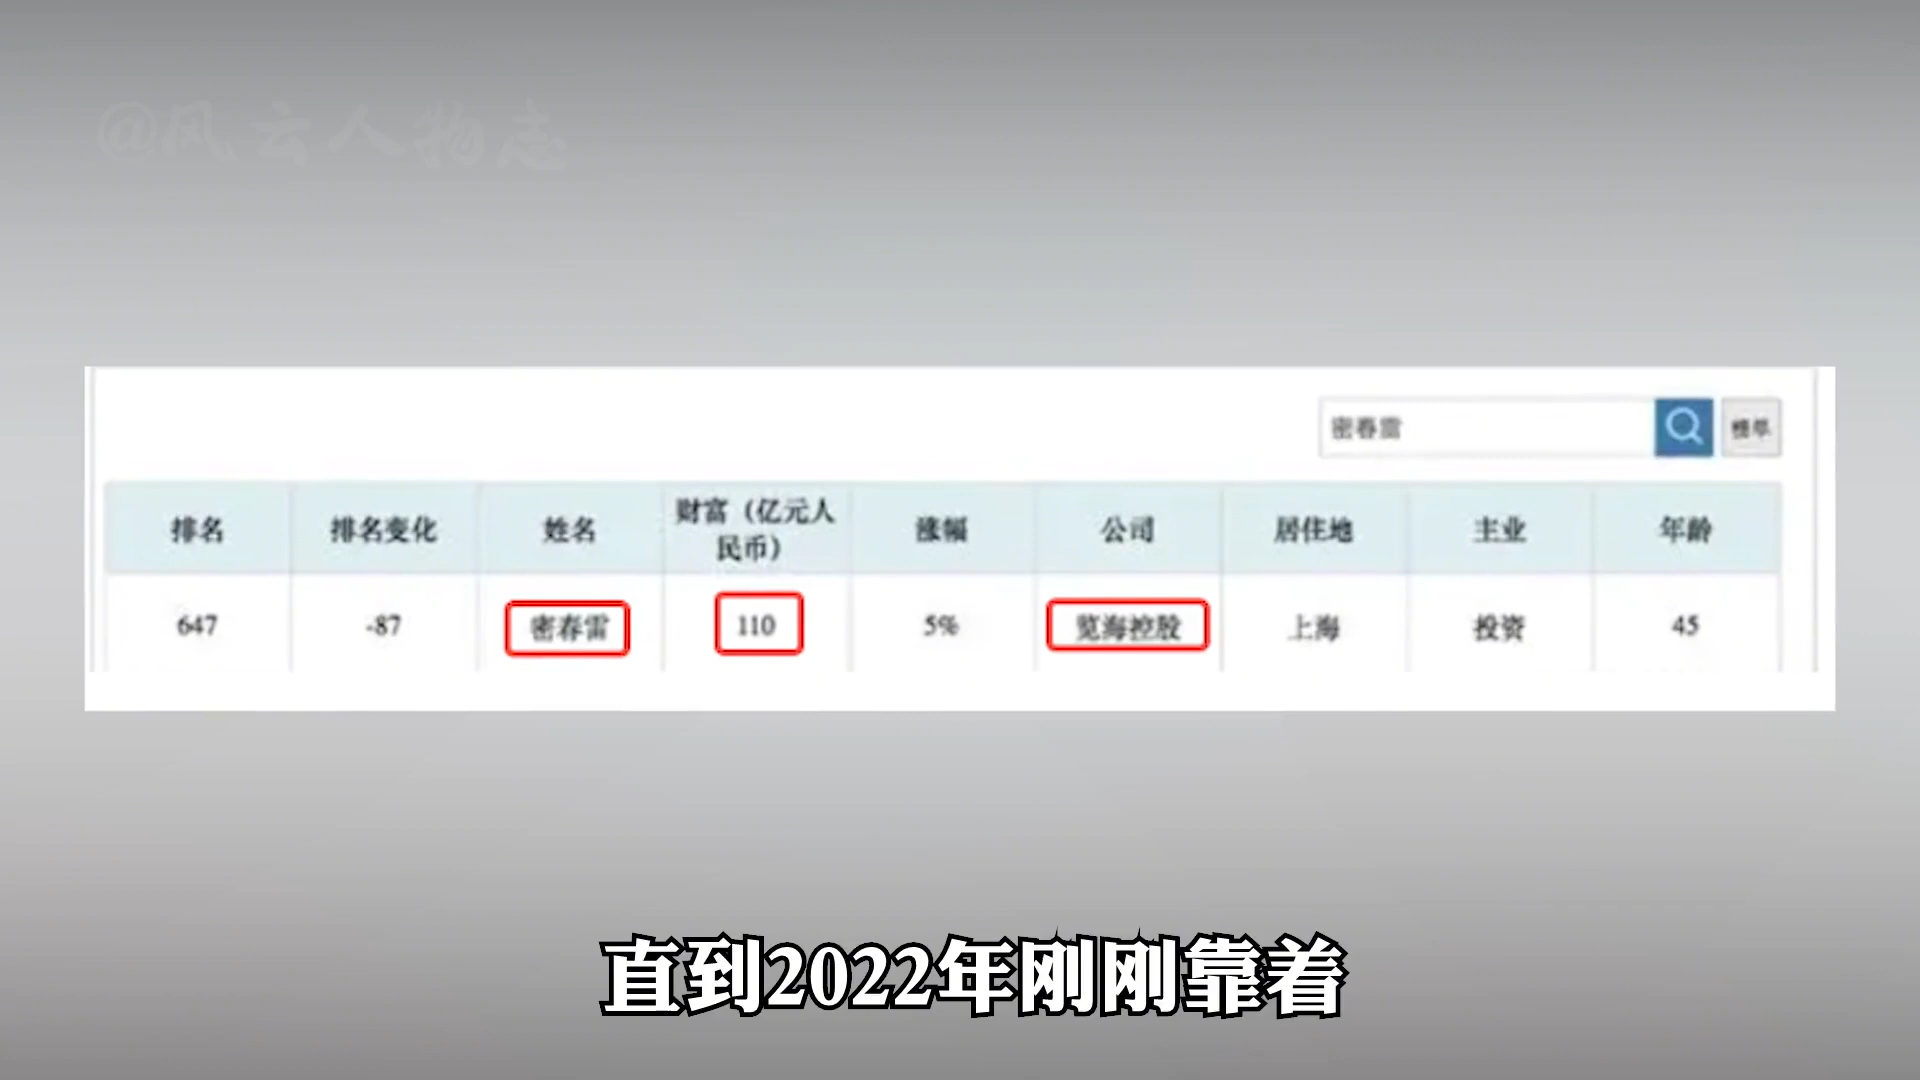 @风云人物志
密春雷
榜单
排名 排名变化 姓名 财富（亿元人民币） 涨幅 公司 居住地 主业 年龄
647 -87 密春雷 110 5% 览海控股 上海 投资 45
直到2022年刚刚靠着